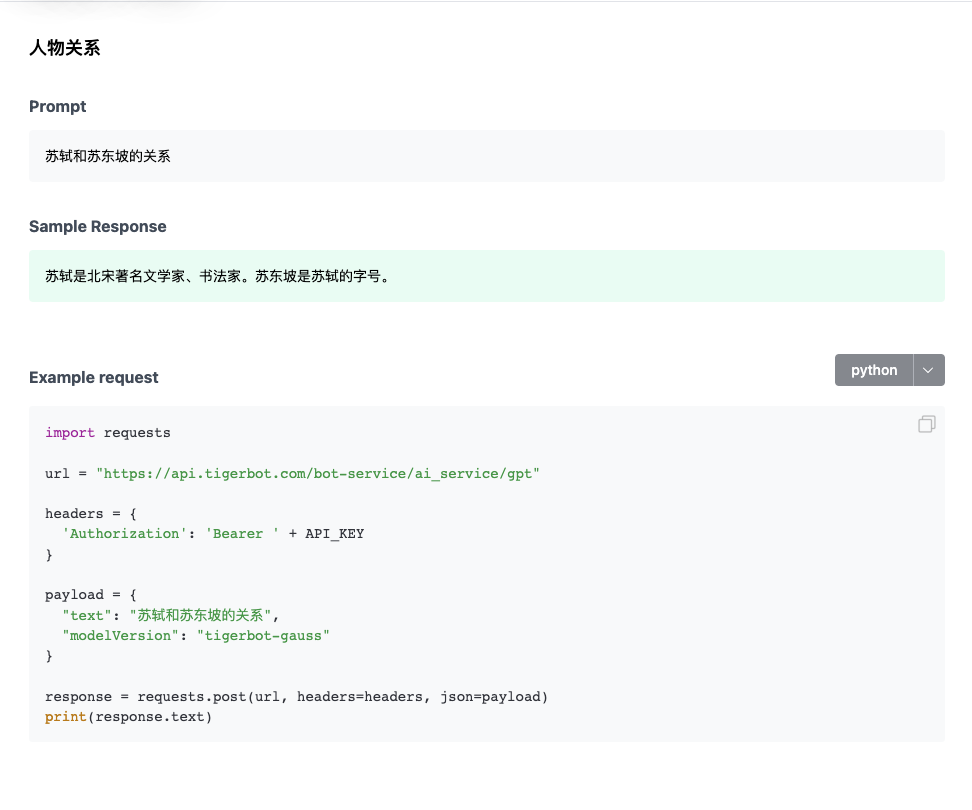 人物关系
Prompt
苏轼和苏东坡的关系
Sample Response
苏轼是北宋著名文学家、书法家。苏东坡是苏轼的字号。
Example request
python
import requests
url = "https://api.tigerbot.com/bot-service/ai_service/gpt"
headers = {
  'Authorization': 'Bearer ' + API_KEY
}
payload = {
  "text": "苏轼和苏东坡的关系",
  "modelVersion": "tigerbot-gauss"
}
response = requests.post(url, headers=headers, json=payload)
print(response.text)